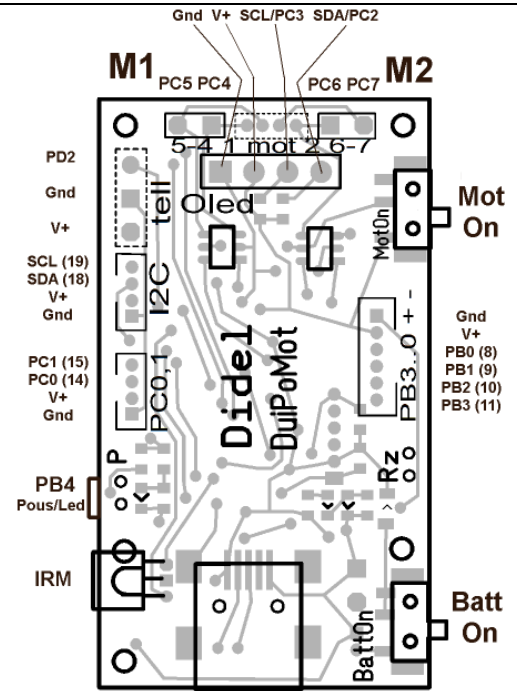 Gnd V+ SCL/PC3 SDA/PC2
M1 M2
PC5 PC4 PC6 PC7
5-4 1 mot 2 6-7
PD2
Gnd
V+
tell
Oled
MotOn
Mot
On
SCL (19)
SDA (18)
V+
Gnd
I2C
PC1 (15)
PC0 (14)
V+
Gnd
PC0,1
Didel
DuiPoMot
PB3..0 + -
Gnd
V+
PB0 (8)
PB1 (9)
PB2 (10)
PB3 (11)
P
Rz
PB4
Pous/Led
IRM
BattOn
Batt
On